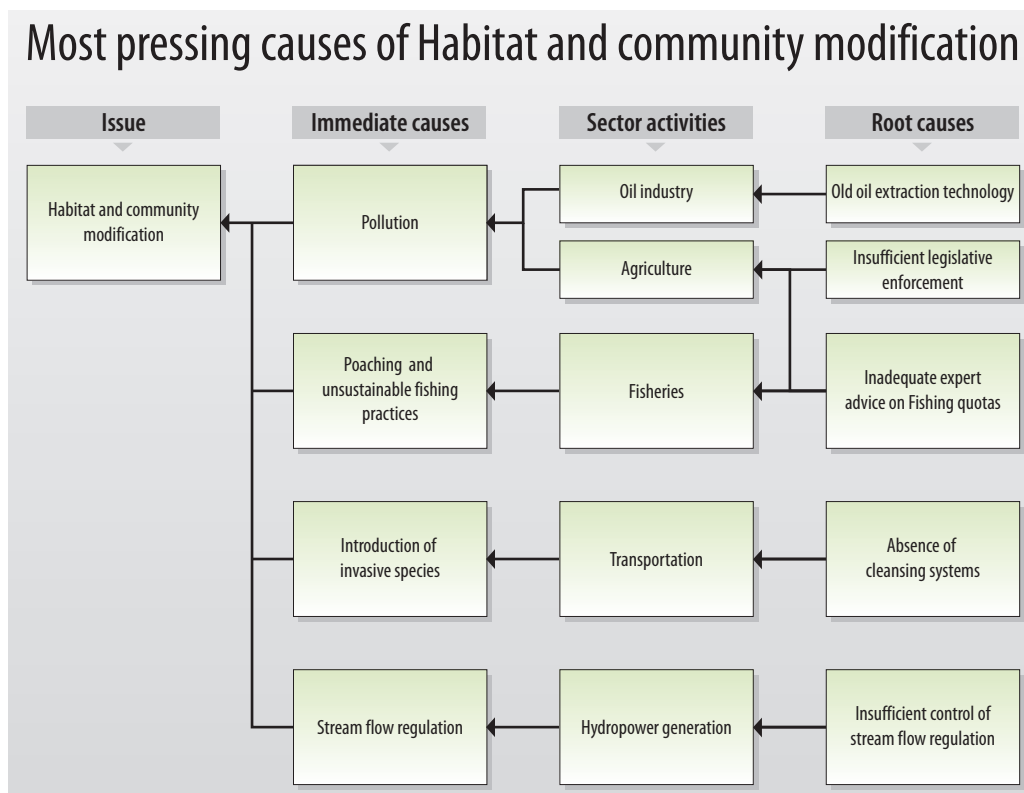 Most pressing causes of Habitat and community modification
Issue
Immediate causes
Sector activities
Root causes
Habitat and community
modification
Pollution
Oil industry
Old oil extraction technology
Agriculture
Insufficient legislative
enforcement
Poaching and
unsustainable fishing
practices
Fisheries
Inadequate expert
advice on Fishing quotas
Introduction of
invasive species
Transportation
Absence of
cleansing systems
Stream flow regulation
Hydropower generation
Insufficient control of
stream flow regulation